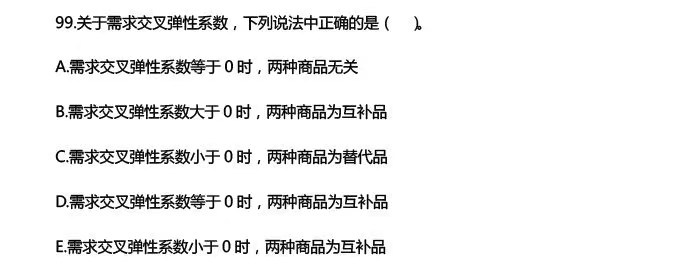 99.关于需求交叉弹性系数，下列说法中正确的是（ ）。
A.需求交叉弹性系数等于0时，两种商品无关
B.需求交叉弹性系数大于0时，两种商品为互补品
C.需求交叉弹性系数小于0时，两种商品为替代品
D.需求交叉弹性系数等于0时，两种商品为互补品
E.需求交叉弹性系数小于0时，两种商品为互补品